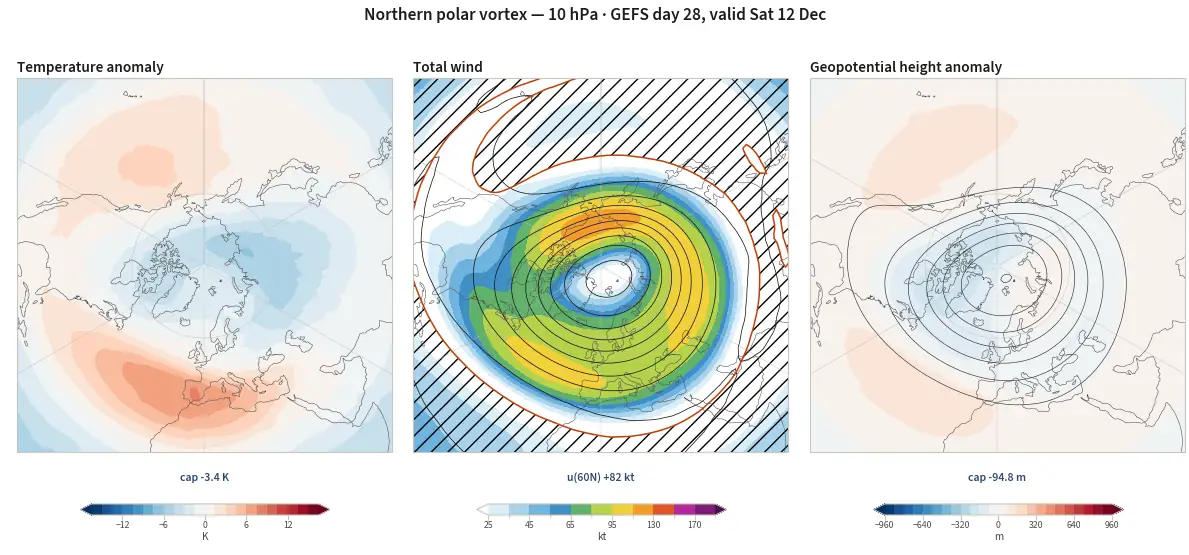 Northern polar vortex — 10 hPa · GEFS day 28, valid Sat 12 Dec
Temperature anomaly
Total wind
Geopotential height anomaly
cap -3.4 K
u(60N) +82 kt
cap -94.8 m
−12 −6 0 6 12
K
25 45 65 95 130 170
kt
−960 −640 −320 0 320 640 960
m